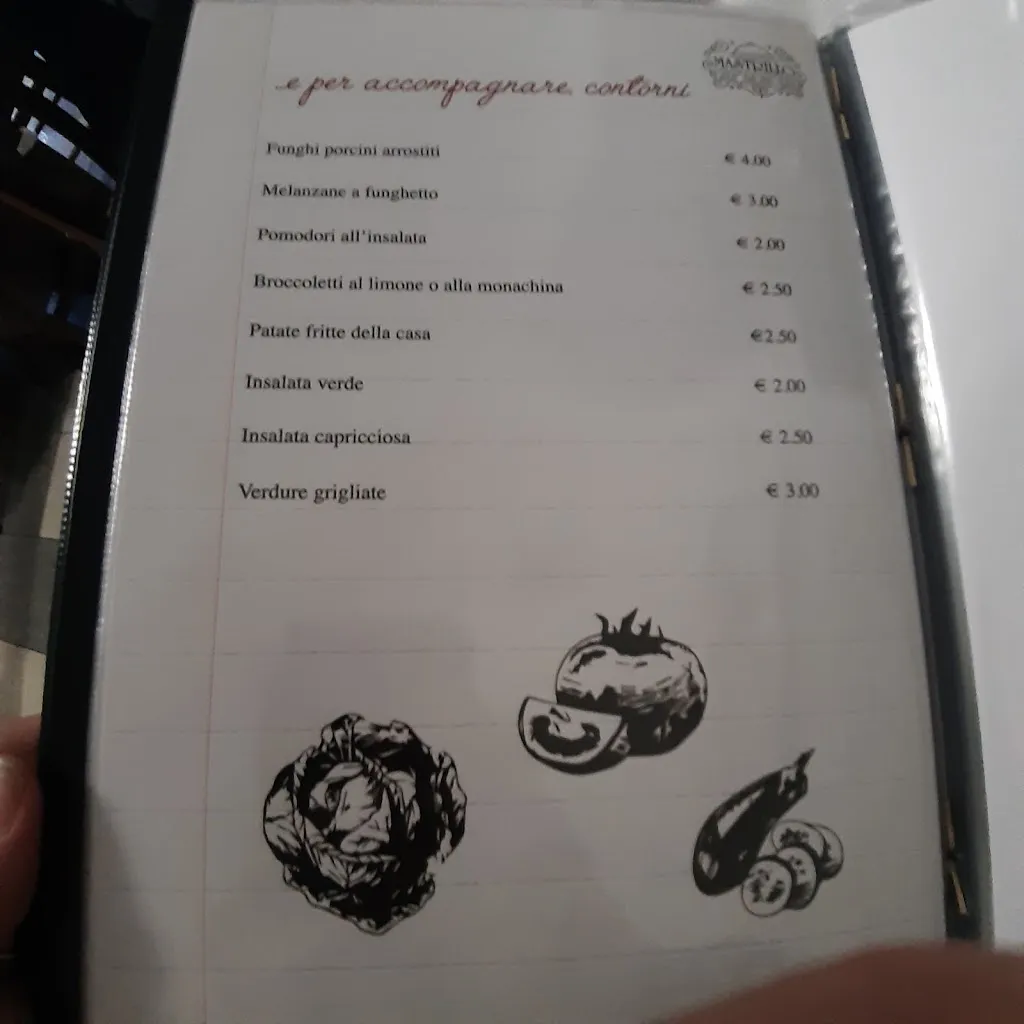 ..e per accompagnare contorni
Funghi porcini arrostiti € 4.00
Melanzane a funghetto € 3.00
Pomodori all'insalata € 2.00
Broccoletti al limone o alla monachina € 2.50
Patate fritte della casa €2.50
Insalata verde € 2.00
Insalata capricciosa € 2.50
Verdure grigliate € 3.00